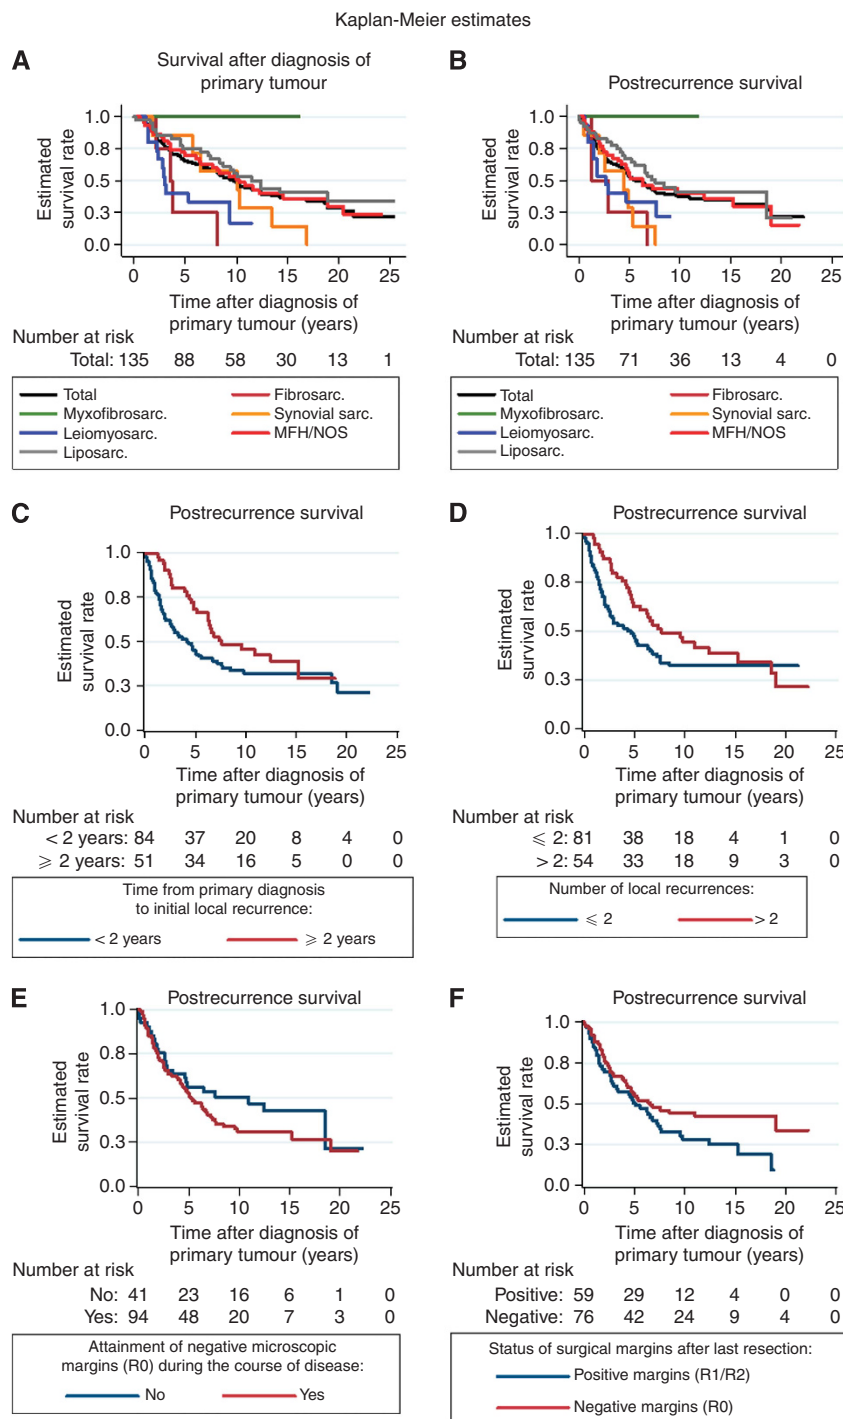 Kaplan-Meier estimates
A
Survival after diagnosis of
primary tumour
Estimated
survival rate
1.0
0.8
0.5
0.3
0.0
0 5 10 15 20 25
Time after diagnosis of
primary tumour (years)
Number at risk
Total: 135 88 58 30 13 1
Total Fibrosarc.
Myxofibrosarc. Synovial sarc.
Leiomyosarc. MFH/NOS
Liposarc.
B
Postrecurrence survival
Estimated
survival rate
1.0
0.8
0.5
0.3
0.0
0 5 10 15 20 25
Time after diagnosis of
primary tumour (years)
Number at risk
Total: 135 71 36 13 4 0
Total Fibrosarc.
Myxofibrosarc. Synovial sarc.
Leiomyosarc. MFH/NOS
Liposarc.
C
Postrecurrence survival
Estimated
survival rate
1.0
0.8
0.5
0.3
0.0
0 5 10 15 20 25
Time after diagnosis of
primary tumour (years)
Number at risk
< 2 years: 84 37 20 8 4 0
⩾ 2 years: 51 34 16 5 0 0
Time from primary diagnosis
to initial local recurrence:
< 2 years ⩾ 2 years
D
Postrecurrence survival
Estimated
survival rate
1.0
0.8
0.5
0.3
0.0
0 5 10 15 20 25
Time after diagnosis of
primary tumour (years)
Number at risk
⩽ 2: 81 38 18 4 1 0
> 2: 54 33 18 9 3 0
Number of local recurrences:
⩽ 2 > 2
E
Postrecurrence survival
Estimated
survival rate
1.0
0.8
0.5
0.3
0.0
0 5 10 15 20 25
Time after diagnosis of
primary tumour (years)
Number at risk
No: 41 23 16 6 1 0
Yes: 94 48 20 7 3 0
Attainment of negative microscopic
margins (R0) during the course of disease:
No Yes
F
Postrecurrence survival
Estimated
survival rate
1.0
0.8
0.5
0.3
0.0
0 5 10 15 20 25
Time after diagnosis of
primary tumour (years)
Number at risk
Positive: 59 29 12 4 0 0
Negative: 76 42 24 9 4 0
Status of surgical margins after last resection:
Positive margins (R1/R2)
Negative margins (R0)